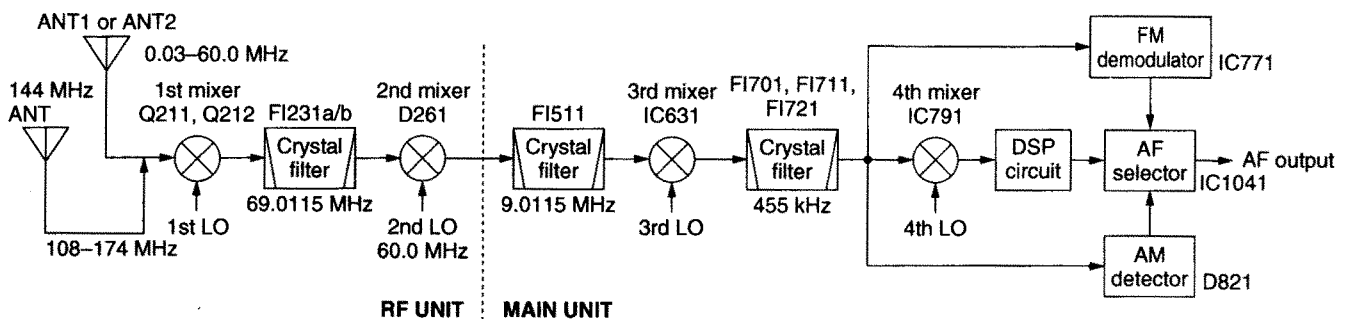 ANT1 or ANT2
0.03–60.0 MHz
144 MHz
ANT
108–174 MHz
1st mixer
Q211, Q212
1st LO
FI231a/b
Crystal
filter
69.0115 MHz
2nd mixer
D261
2nd LO
60.0 MHz
RF UNIT
MAIN UNIT
FI511
Crystal
filter
9.0115 MHz
3rd mixer
IC631
3rd LO
FI701, FI711,
FI721
Crystal
filter
455 kHz
4th mixer
IC791
4th LO
DSP
circuit
FM
demodulator
IC771
AF
selector
IC1041
AF output
AM
detector
D821